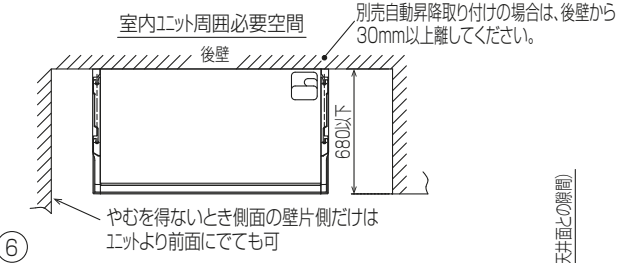 室内ユニット周囲必要空間
別売自動昇降取り付けの場合は、後壁から
30mm以上離してください。
後壁
680以下
やむを得ないとき側面の壁片側だけは
ユニットより前面にでても可
⑥
天井面との隙間)